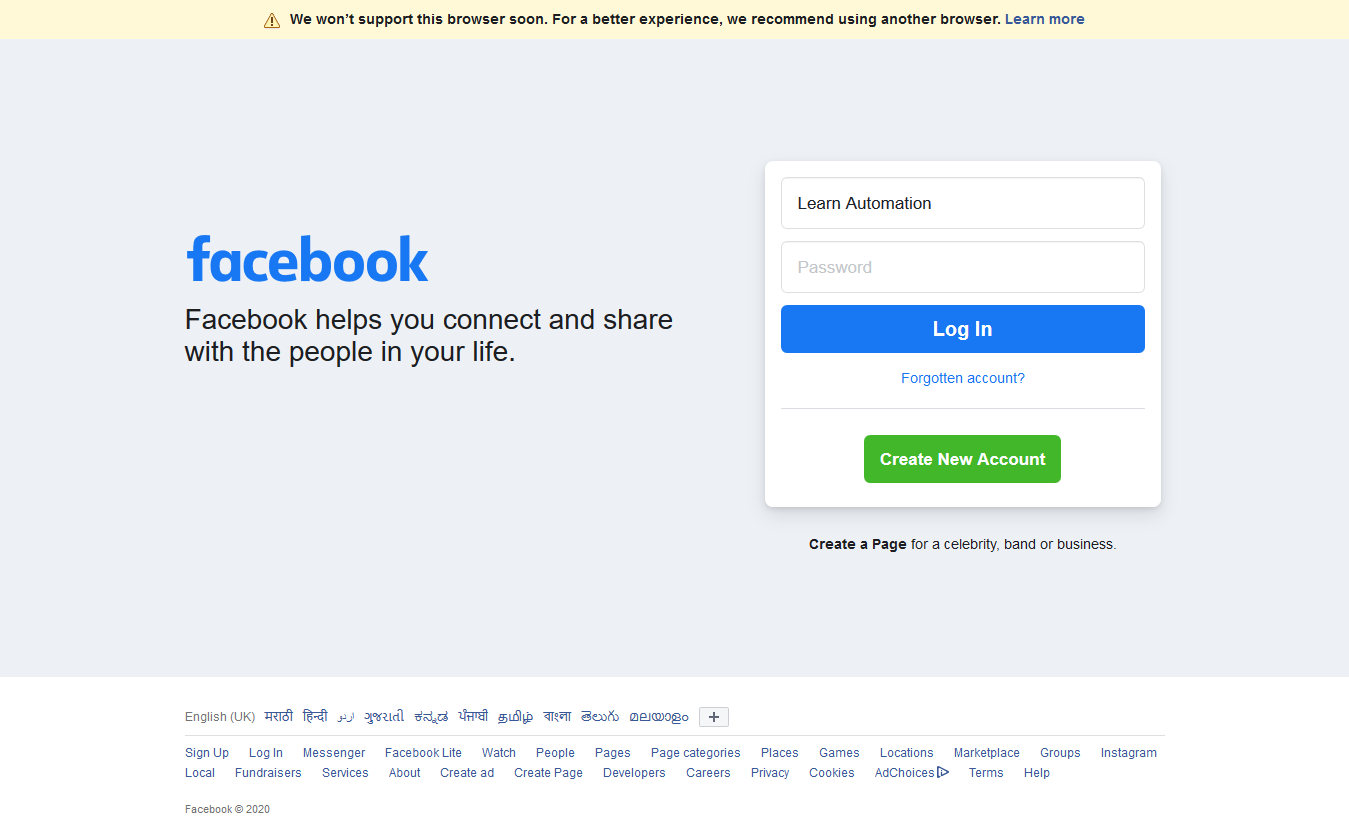 We won’t support this browser soon. For a better experience, we recommend using another browser. Learn more
facebook
Facebook helps you connect and share
with the people in your life.
Learn Automation
Password
Log In
Forgotten account?
Create New Account
Create a Page for a celebrity, band or business.
English (UK) मराठी हिन्दी اردو ગુજરાતી ಕನ್ನಡ ਪੰਜਾਬੀ தமிழ் বাংলা తెలుగు മലയാളം +
Sign Up Log In Messenger Facebook Lite Watch People Pages Page categories Places Games Locations Marketplace Groups Instagram
Local Fundraisers Services About Create ad Create Page Developers Careers Privacy Cookies AdChoices Terms Help
Facebook © 2020